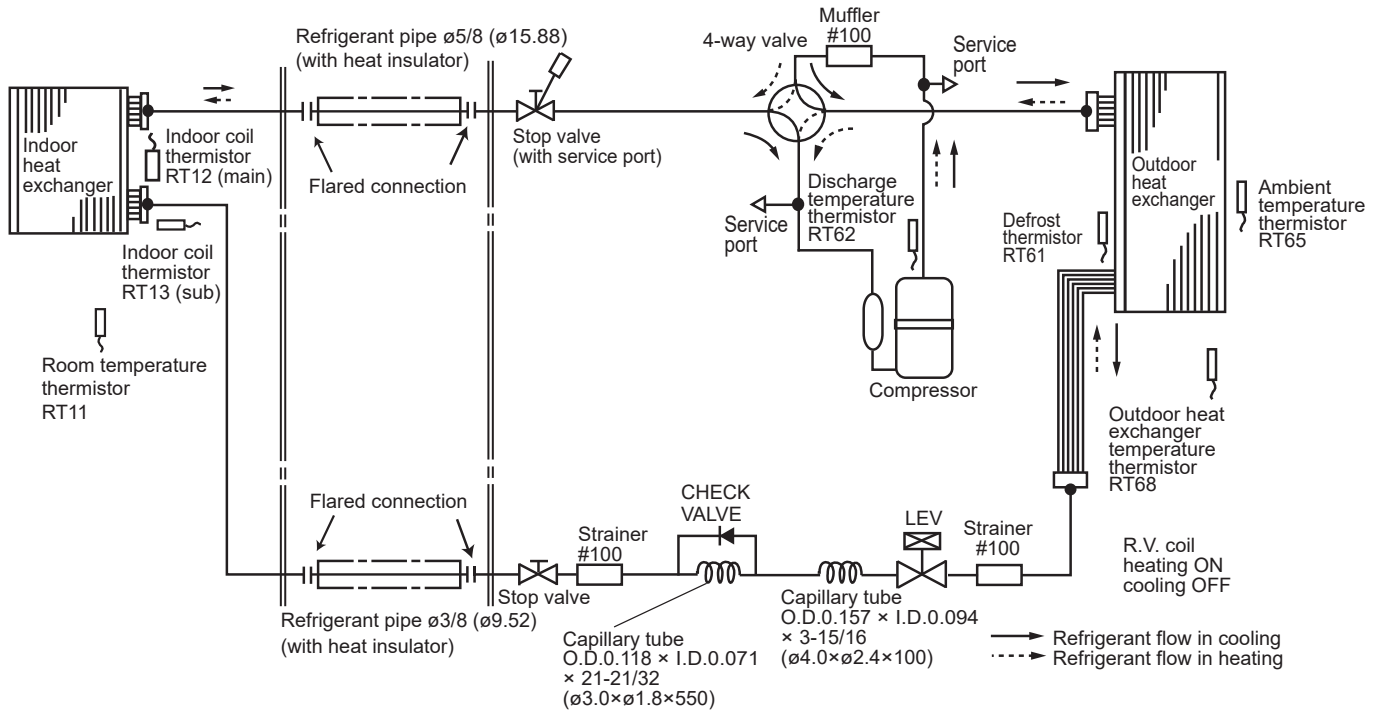 Refrigerant pipe ø5/8 (ø15.88)
(with heat insulator)
4-way valve
Muffler
#100
Service
port
Indoor
heat
exchanger
Indoor coil
thermistor
RT12 (main)
Flared connection
Stop valve
(with service port)
Discharge
temperature
thermistor
RT62
Service
port
Outdoor
heat
exchanger
Defrost
thermistor
RT61
Ambient
temperature
thermistor
RT65
Indoor coil
thermistor
RT13 (sub)
Room temperature
thermistor
RT11
Compressor
Outdoor heat
exchanger
temperature
thermistor
RT68
Flared connection
Strainer
#100
CHECK
VALVE
LEV
Strainer
#100
R.V. coil
heating ON
cooling OFF
Stop valve
Refrigerant pipe ø3/8 (ø9.52)
(with heat insulator)
Capillary tube
O.D.0.118 × I.D.0.071
× 21-21/32
(ø3.0×ø1.8×550)
Capillary tube
O.D.0.157 × I.D.0.094
× 3-15/16
(ø4.0×ø2.4×100)
Refrigerant flow in cooling
Refrigerant flow in heating